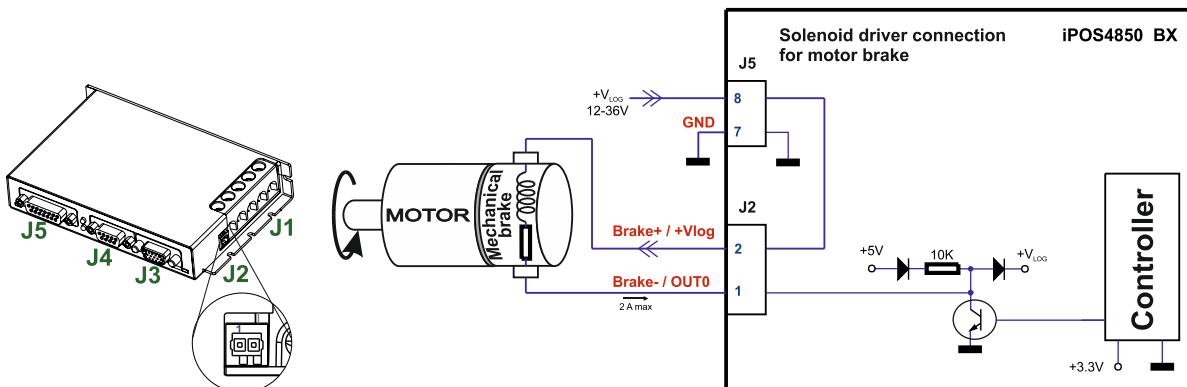 Solenoid driver connection
for motor brake
iPOS4850 BX
J5
+VLOG
12-36V
8
GND
7
J5
J4
J3
J2
J1
1
MOTOR
Mechanical
brake
J2
Brake+ / +Vlog
2
Brake- / OUT0
1
2 A max
+5V
10K
+VLOG
Controller
+3.3V